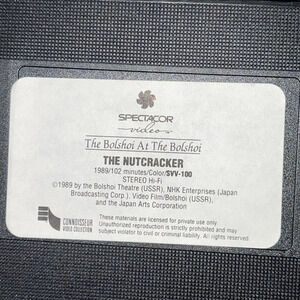 SPECTACOR
video
The Bolshoi At The Bolshoi
THE NUTCRACKER
1989/102 minutes/Color/SVV-100
STEREO Hi-Fi
©1989 by the Bolshoi Theatre (USSR), NHK Enterprises (Japan
Broadcasting Corp.), Video Film/Bolshoi (USSR),
and the Japan Arts Corporation
CONNOISSEUR
VIDEO COLLECTION
These materials are licensed for private use only.
Unauthorized reproduction is strictly prohibited and may
subject violator to civil or criminal liability. All rights reserved.